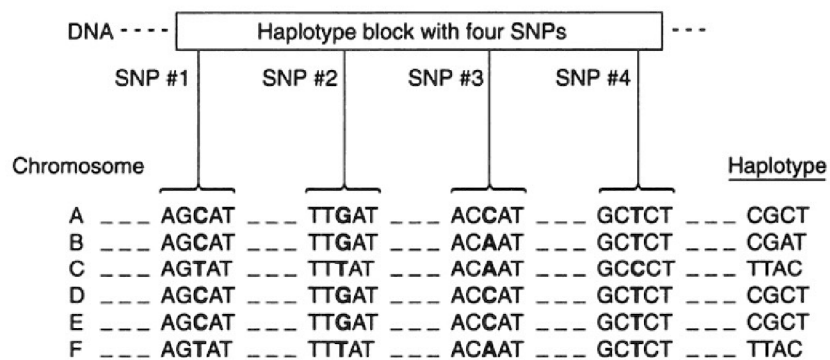 DNA - - - - Haplotype block with four SNPs - - -
SNP #1 SNP #2 SNP #3 SNP #4
Chromosome Haplotype
A _ _ _ AGCAT _ _ _ TTGAT _ _ _ ACCAT _ _ _ GCTCT _ _ _ CGCT
B _ _ _ AGCAT _ _ _ TTGAT _ _ _ ACAAT _ _ _ GCTCT _ _ _ CGAT
C _ _ _ AGTAT _ _ _ TTTAT _ _ _ ACAAT _ _ _ GCCCT _ _ _ TTAC
D _ _ _ AGCAT _ _ _ TTGAT _ _ _ ACCAT _ _ _ GCTCT _ _ _ CGCT
E _ _ _ AGCAT _ _ _ TTGAT _ _ _ ACCAT _ _ _ GCTCT _ _ _ CGCT
F _ _ _ AGTAT _ _ _ TTTAT _ _ _ ACAAT _ _ _ GCTCT _ _ _ TTAC